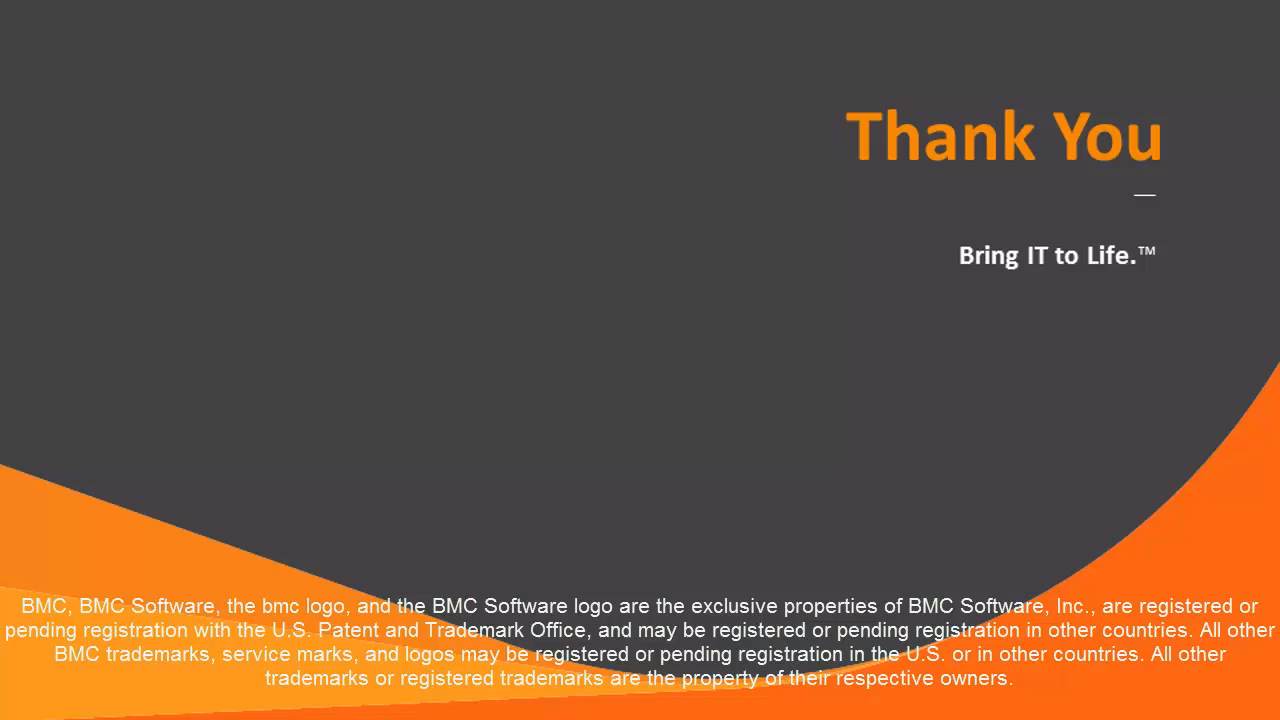 Thank You
Bring IT to Life.™
BMC, BMC Software, the bmc logo, and the BMC Software logo are the exclusive properties of BMC Software, Inc., are registered or
pending registration with the U.S. Patent and Trademark Office, and may be registered or pending registration in other countries. All other
BMC trademarks, service marks, and logos may be registered or pending registration in the U.S. or in other countries. All other
trademarks or registered trademarks are the property of their respective owners.